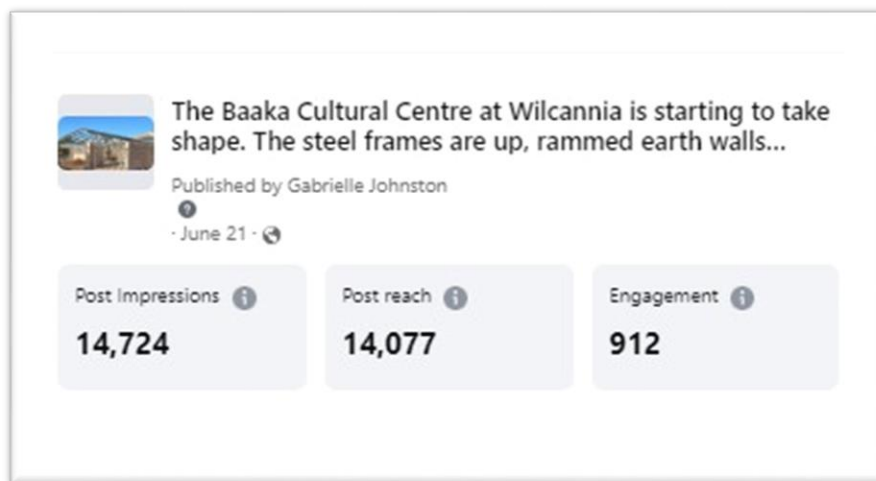 The Baaka Cultural Centre at Wilcannia is starting to take
shape. The steel frames are up, rammed earth walls...
Published by Gabrielle Johnston
· June 21 ·
Post Impressions
14,724
Post reach
14,077
Engagement
912